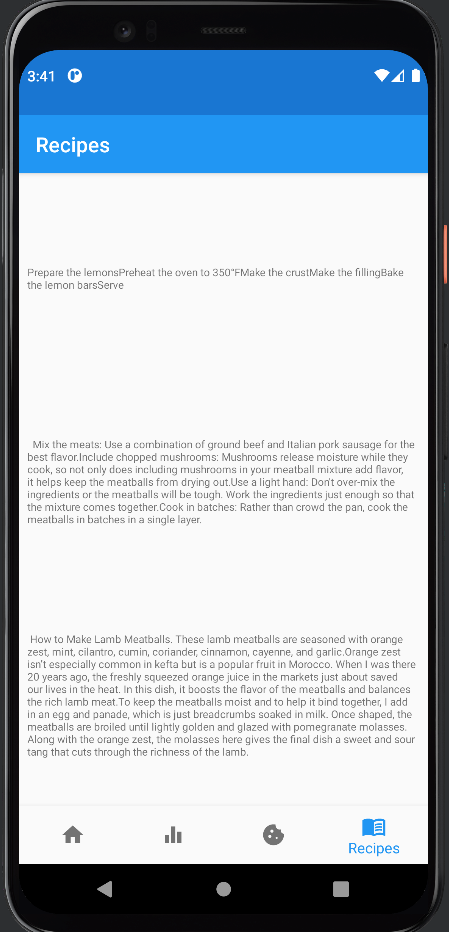 3:41
Recipes
Prepare the lemonsPreheat the oven to 350°FMake the crustMake the fillingBake
the lemon barsServe
Mix the meats: Use a combination of ground beef and Italian pork sausage for the
best flavor.Include chopped mushrooms: Mushrooms release moisture while they
cook, so not only does including mushrooms in your meatball mixture add flavor,
it helps keep the meatballs from drying out.Use a light hand: Don't over-mix the
ingredients or the meatballs will be tough. Work the ingredients just enough so that
the mixture comes together.Cook in batches: Rather than crowd the pan, cook the
meatballs in batches in a single layer.
How to Make Lamb Meatballs. These lamb meatballs are seasoned with orange
zest, mint, cilantro, cumin, coriander, cinnamon, cayenne, and garlic.Orange zest
isn't especially common in kefta but is a popular fruit in Morocco. When I was there
20 years ago, the freshly squeezed orange juice in the markets just about saved
our lives in the heat. In this dish, it boosts the flavor of the meatballs and balances
the rich lamb meat.To keep the meatballs moist and to help it bind together, I add
in an egg and panade, which is just breadcrumbs soaked in milk. Once shaped, the
meatballs are broiled until lightly golden and glazed with pomegranate molasses.
Along with the orange zest, the molasses here gives the final dish a sweet and sour
tang that cuts through the richness of the lamb.
Recipes